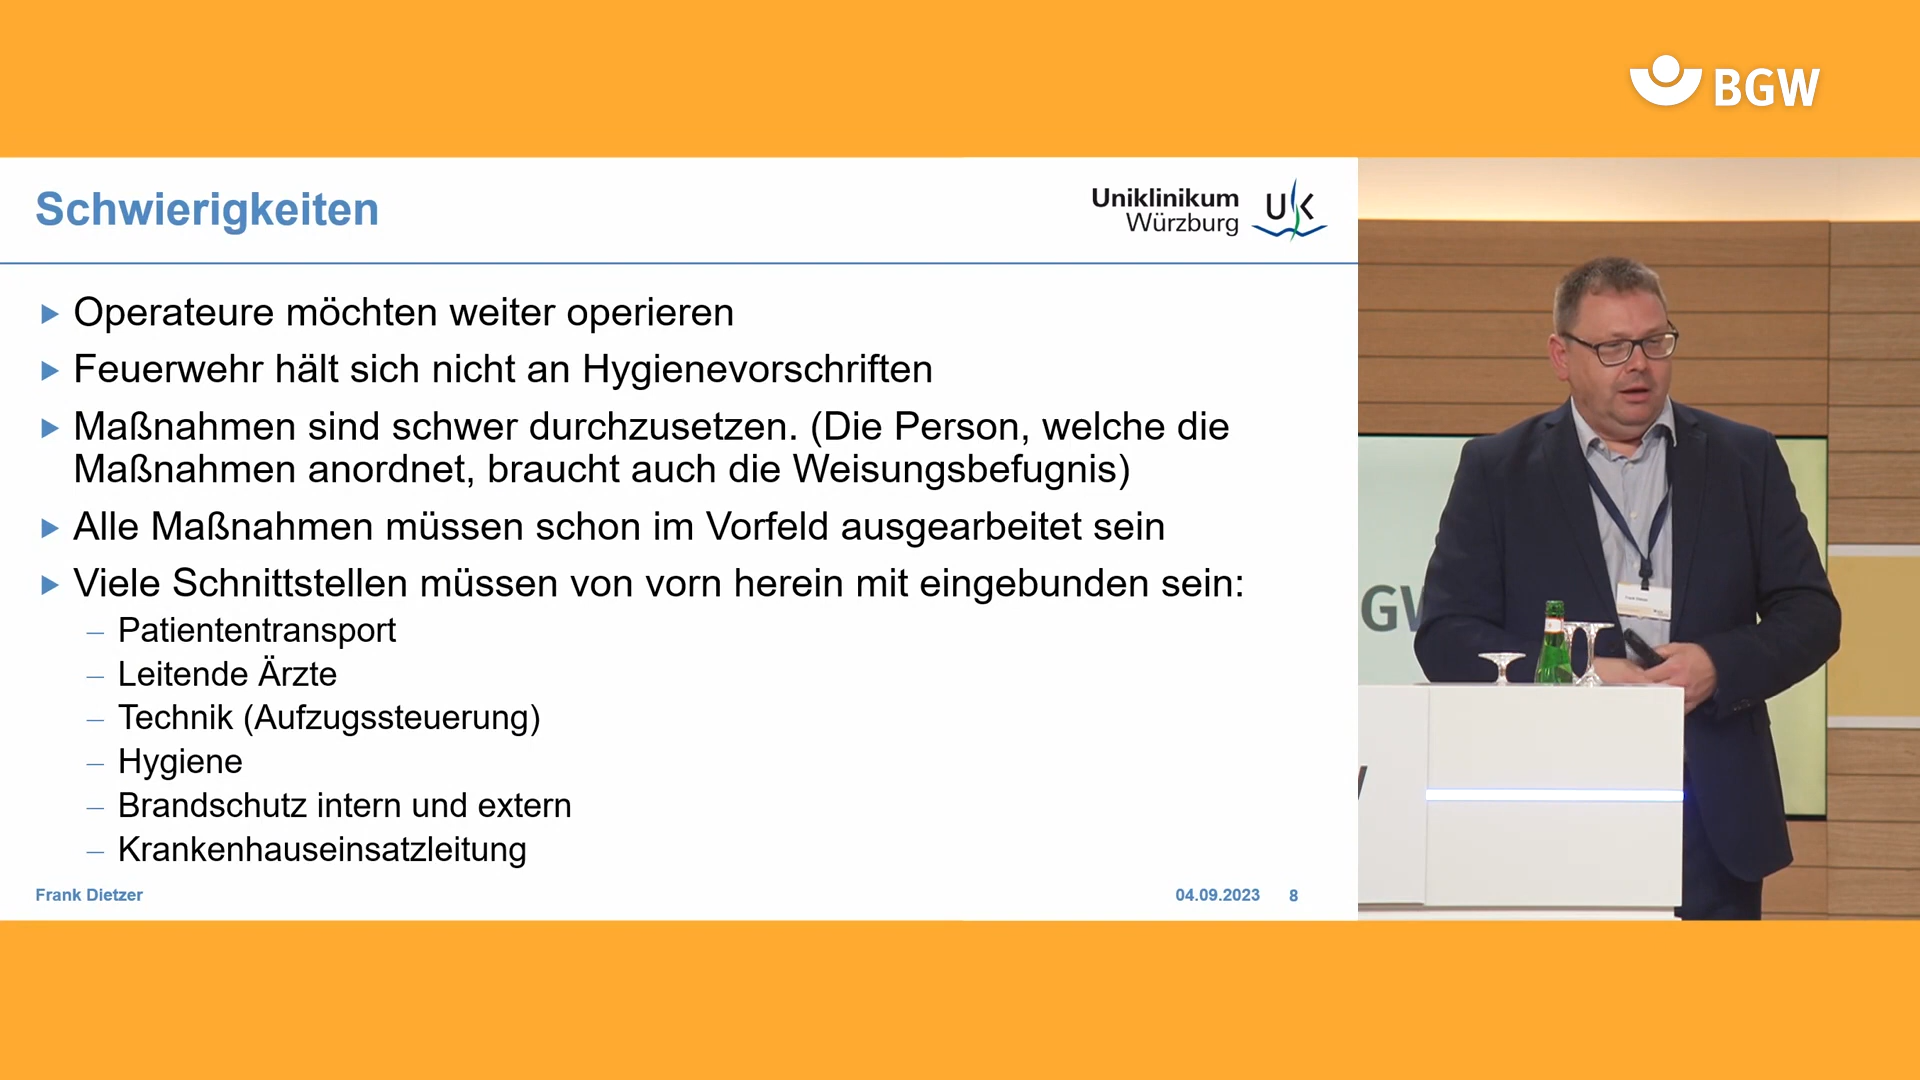 BGW
Schwierigkeiten
Uniklinikum
Würzburg
UK
Operateure möchten weiter operieren
Feuerwehr hält sich nicht an Hygienevorschriften
Maßnahmen sind schwer durchzusetzen. (Die Person, welche die
Maßnahmen anordnet, braucht auch die Weisungsbefugnis)
Alle Maßnahmen müssen schon im Vorfeld ausgearbeitet sein
Viele Schnittstellen müssen von vorn herein mit eingebunden sein:
– Patiententransport
– Leitende Ärzte
– Technik (Aufzugssteuerung)
– Hygiene
– Brandschutz intern und extern
– Krankenhauseinsatzleitung
Frank Dietzer
04.09.2023 8